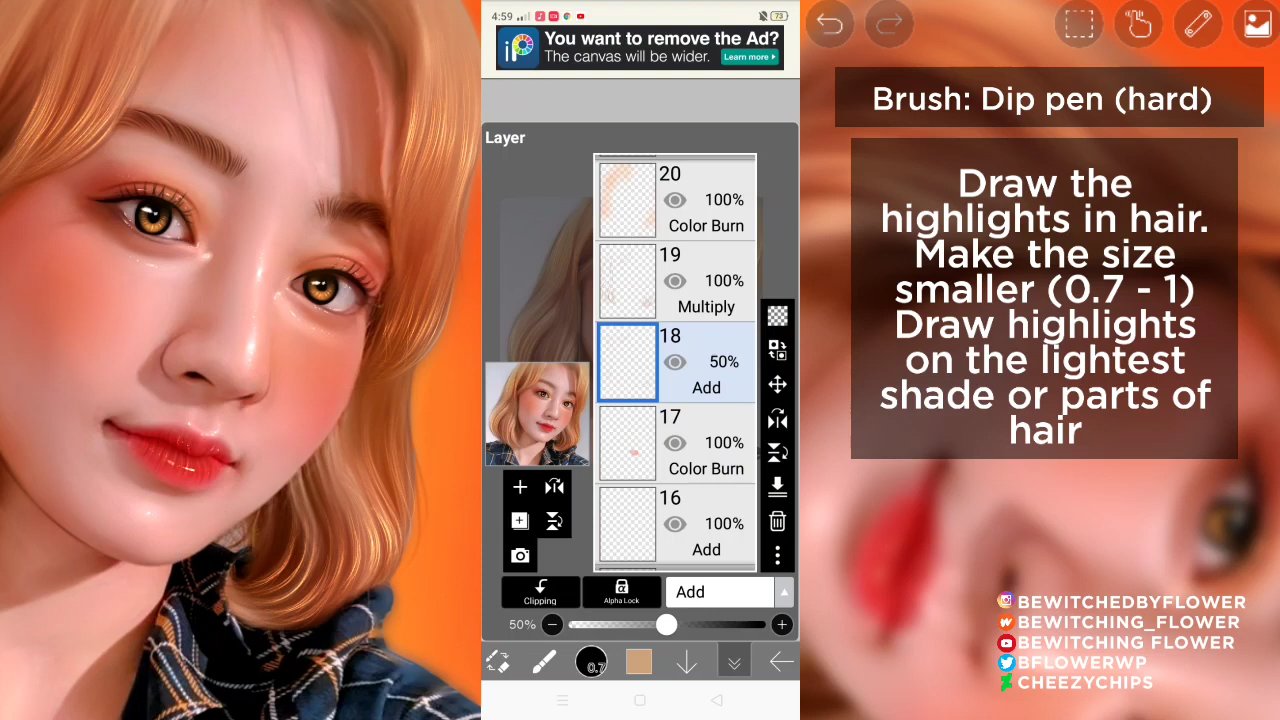 4:59
73
iP
You want to remove the Ad?
The canvas will be wider.
Learn more
Layer
20
100%
Color Burn
19
100%
Multiply
18
50%
Add
17
100%
Color Burn
16
100%
Add
Clipping
α
Alpha Lock
Add
50%
0.7
Brush: Dip pen (hard)
Draw the
highlights in hair.
Make the size
smaller (0.7 - 1)
Draw highlights
on the lightest
shade or parts of
hair
BEWITCHEDBYFLOWER
BEWITCHING_FLOWER
BEWITCHING FLOWER
BFLOWERWP
CHEEZYCHIPS